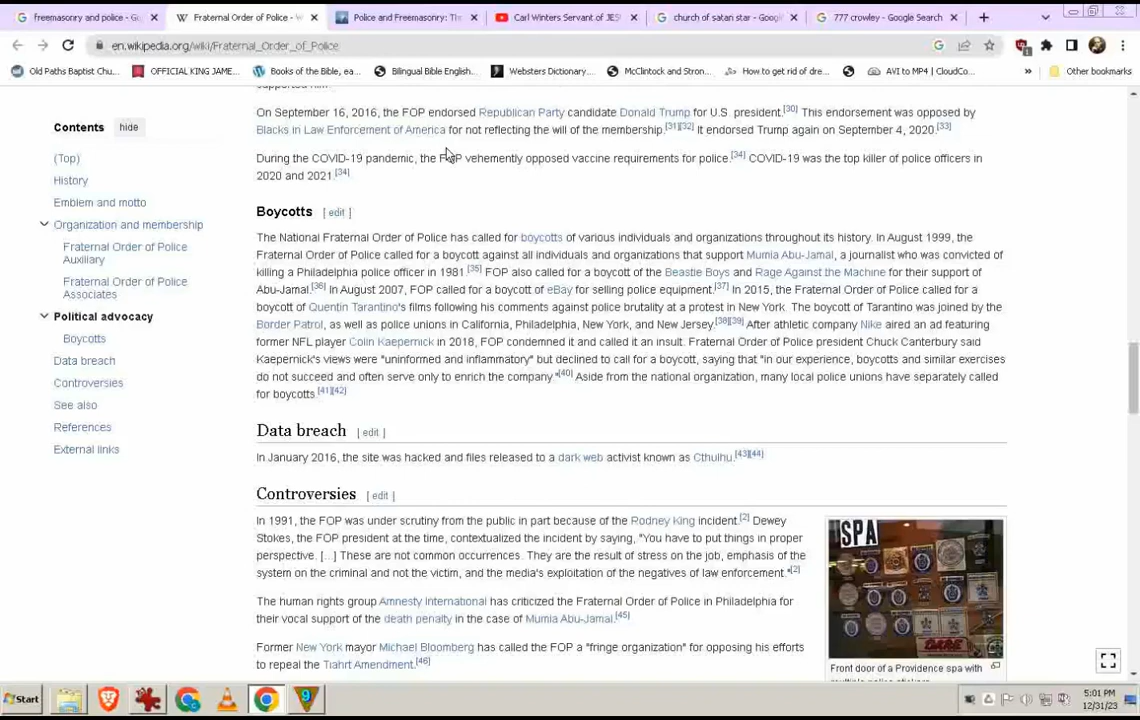 freemasonry and police - Go
Fraternal Order of Police - W
Police and Freemasonry: The
Carl Winters Servant of JES
church of satan star - Googl
777 crowley - Google Search
en.wikipedia.org/wiki/Fraternal_Order_of_Police
Old Paths Baptist Chu...
OFFICIAL KING JAME...
Books of the Bible, ea...
Bilingual Bible English...
Websters Dictionary...
McClintock and Stron...
How to get rid of dre...
AVI to MP4 | CloudCo...
Other bookmarks
Contents hide
(Top)
History
Emblem and motto
Organization and membership
Fraternal Order of Police
Auxiliary
Fraternal Order of Police
Associates
Political advocacy
Boycotts
Data breach
Controversies
See also
References
External links
supported him.
On September 16, 2016, the FOP endorsed Republican Party candidate Donald Trump for U.S. president.[30] This endorsement was opposed by
Blacks in Law Enforcement of America for not reflecting the will of the membership.[31][32] It endorsed Trump again on September 4, 2020.[33]
During the COVID-19 pandemic, the FOP vehemently opposed vaccine requirements for police.[34] COVID-19 was the top killer of police officers in
2020 and 2021.[34]
Boycotts [ edit ]
The National Fraternal Order of Police has called for boycotts of various individuals and organizations throughout its history. In August 1999, the
Fraternal Order of Police called for a boycott against all individuals and organizations that support Mumia Abu-Jamal, a journalist who was convicted of
killing a Philadelphia police officer in 1981.[35] FOP also called for a boycott of the Beastie Boys and Rage Against the Machine for their support of
Abu-Jamal.[36] In August 2007, FOP called for a boycott of eBay for selling police equipment.[37] In 2015, the Fraternal Order of Police called for a
boycott of Quentin Tarantino's films following his comments against police brutality at a protest in New York. The boycott of Tarantino was joined by the
Border Patrol, as well as police unions in California, Philadelphia, New York, and New Jersey.[38][39] After athletic company Nike aired an ad featuring
former NFL player Colin Kaepernick in 2018, FOP condemned it and called it an insult. Fraternal Order of Police president Chuck Canterbury said
Kaepernick's views were "uninformed and inflammatory" but declined to call for a boycott, saying that "in our experience, boycotts and similar exercises
do not succeed and often serve only to enrich the company."[40] Aside from the national organization, many local police unions have separately called
for boycotts.[41][42]
Data breach [ edit ]
In January 2016, the site was hacked and files released to a dark web activist known as Cthulhu.[43][44]
Controversies [ edit ]
In 1991, the FOP was under scrutiny from the public in part because of the Rodney King incident.[2] Dewey
Stokes, the FOP president at the time, contextualized the incident by saying, "You have to put things in proper
perspective. [...] These are not common occurrences. They are the result of stress on the job, emphasis of the
system on the criminal and not the victim, and the media's exploitation of the negatives of law enforcement."[2]
The human rights group Amnesty International has criticized the Fraternal Order of Police in Philadelphia for
their vocal support of the death penalty in the case of Mumia Abu-Jamal.[45]
Former New York mayor Michael Bloomberg has called the FOP a "fringe organization" for opposing his efforts
to repeal the Tiahrt Amendment.[46]
SPA
DARE
Front door of a Providence spa with
multiple police stickers
Start
9
5:01 PM
12/31/23